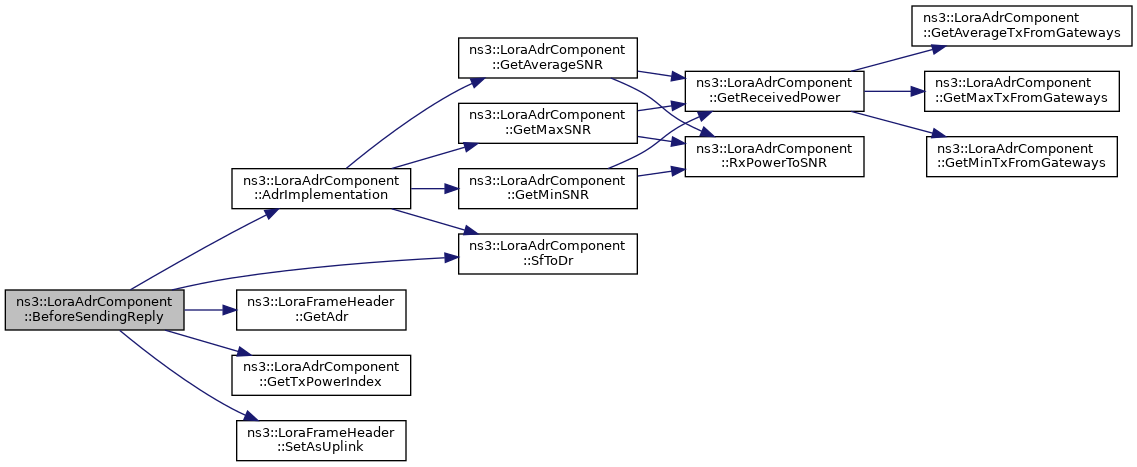 ns3::LoraAdrComponent
::BeforeSendingReply
ns3::LoraAdrComponent
::AdrImplementation
ns3::LoraAdrComponent
::GetAverageSNR
ns3::LoraAdrComponent
::GetMaxSNR
ns3::LoraAdrComponent
::GetMinSNR
ns3::LoraAdrComponent
::SfToDr
ns3::LoraFrameHeader
::GetAdr
ns3::LoraAdrComponent
::GetTxPowerIndex
ns3::LoraFrameHeader
::SetAsUplink
ns3::LoraAdrComponent
::GetReceivedPower
ns3::LoraAdrComponent
::RxPowerToSNR
ns3::LoraAdrComponent
::GetAverageTxFromGateways
ns3::LoraAdrComponent
::GetMaxTxFromGateways
ns3::LoraAdrComponent
::GetMinTxFromGateways